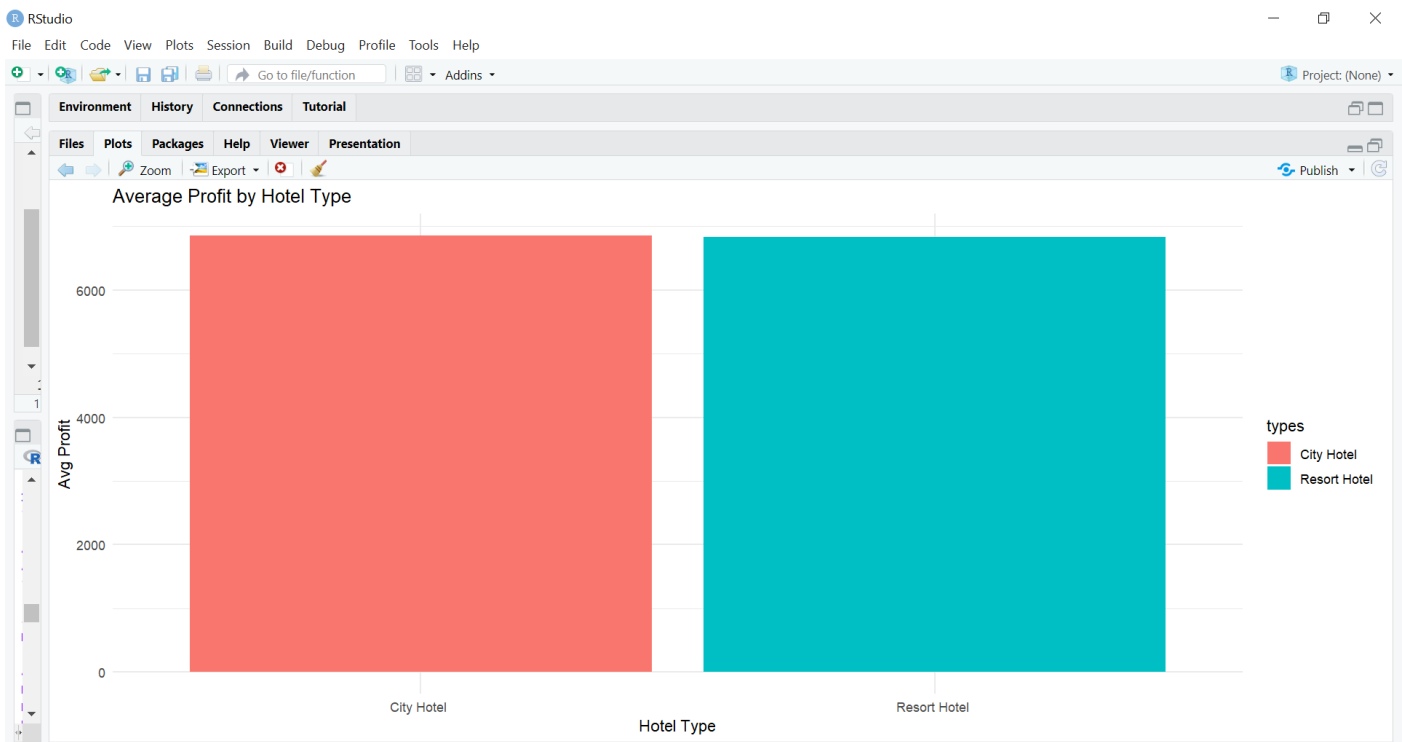 RStudio
File Edit Code View Plots Session Build Debug Profile Tools Help
Go to file/function Addins Project: (None)
Environment History Connections Tutorial
Files Plots Packages Help Viewer Presentation
Zoom Export Publish
Average Profit by Hotel Type
6000
4000
2000
0
Avg Profit
City Hotel Resort Hotel
Hotel Type
types
City Hotel
Resort Hotel
1